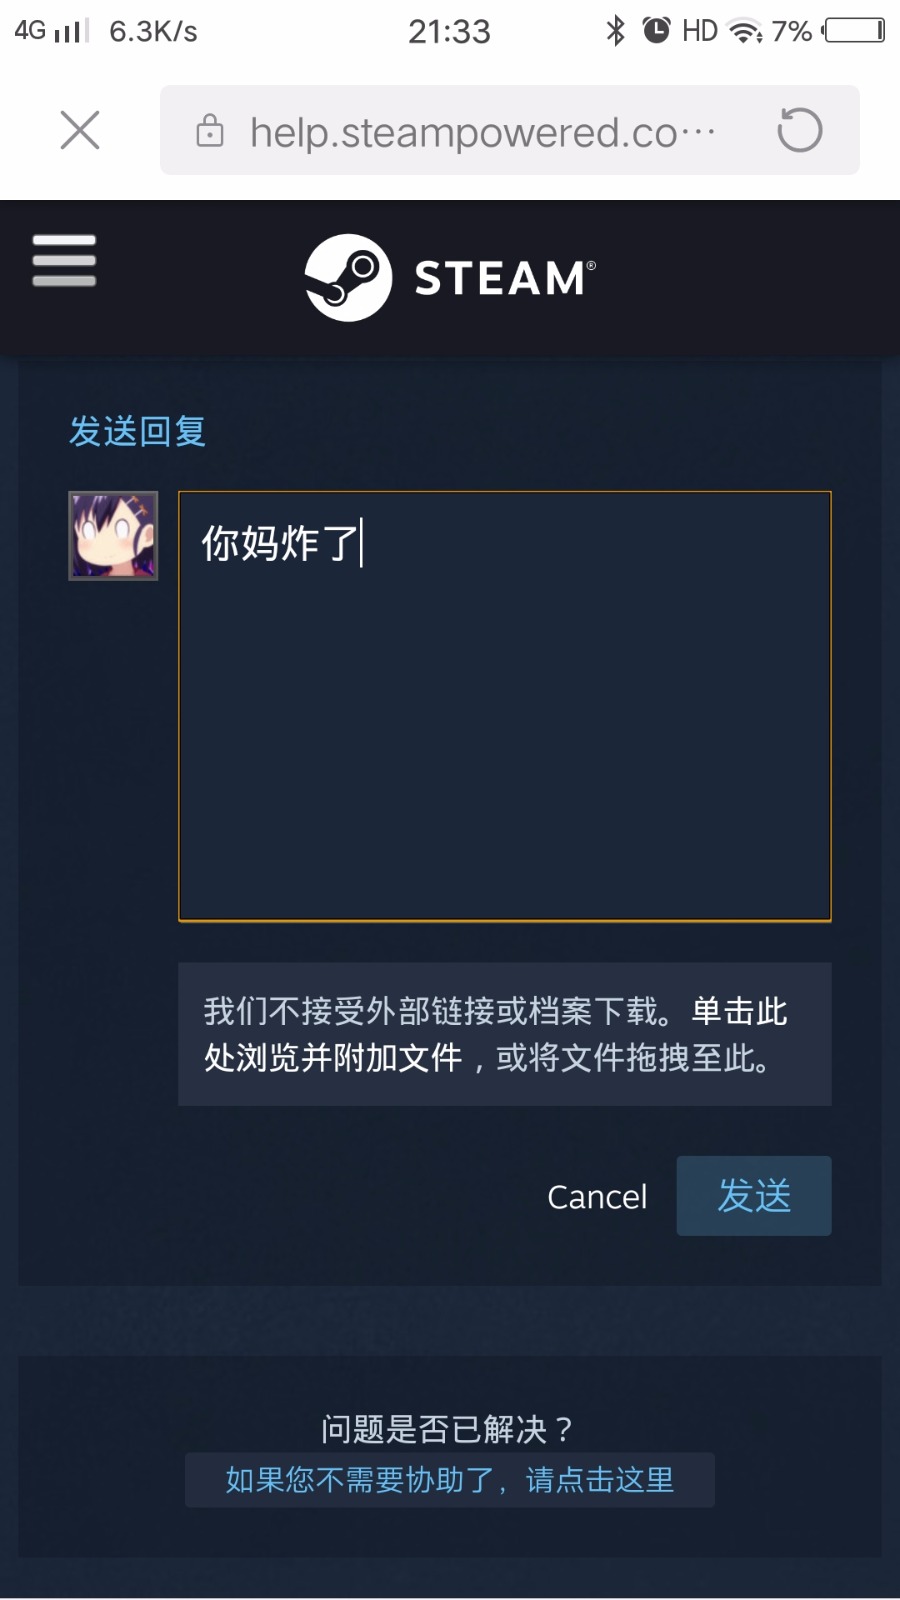 4G 6.3K/s 21:33 HD 7%
help.steampowered.co…
STEAM®
发送回复
你妈炸了
我们不接受外部链接或档案下载。单击此
处浏览并附加文件，或将文件拖拽至此。
Cancel 发送
问题是否已解决？
如果您不需要协助了，请点击这里